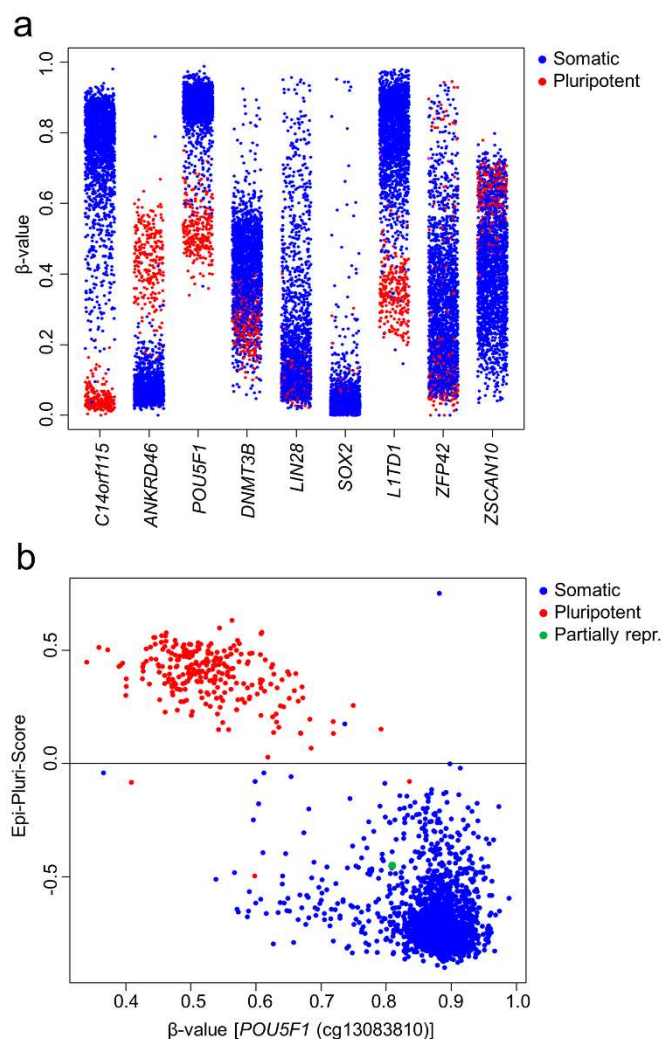 a
Somatic
Pluripotent
β-value
1.0
0.8
0.6
0.4
0.2
0.0
C14orf115
ANKRD46
POU5F1
DNMT3B
LIN28
SOX2
L1TD1
ZFP42
ZSCAN10
b
Somatic
Pluripotent
Partially repr.
Epi-Pluri-Score
0.5
0.0
-0.5
0.4
0.5
0.6
0.7
0.8
0.9
1.0
β-value [POU5F1 (cg13083810)]